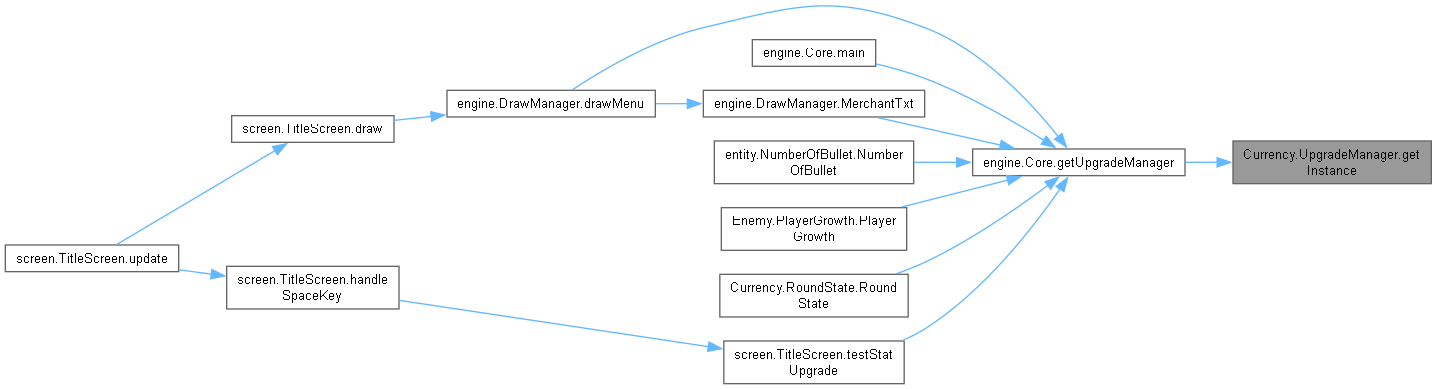 engine.Core.main
engine.DrawManager.drawMenu
engine.DrawManager.MerchantTxt
screen.TitleScreen.draw
entity.NumberOfBullet.Number
OfBullet
engine.Core.getUpgradeManager
Currency.UpgradeManager.get
Instance
Enemy.PlayerGrowth.Player
Growth
screen.TitleScreen.update
screen.TitleScreen.handle
SpaceKey
Currency.RoundState.Round
State
screen.TitleScreen.testStat
Upgrade